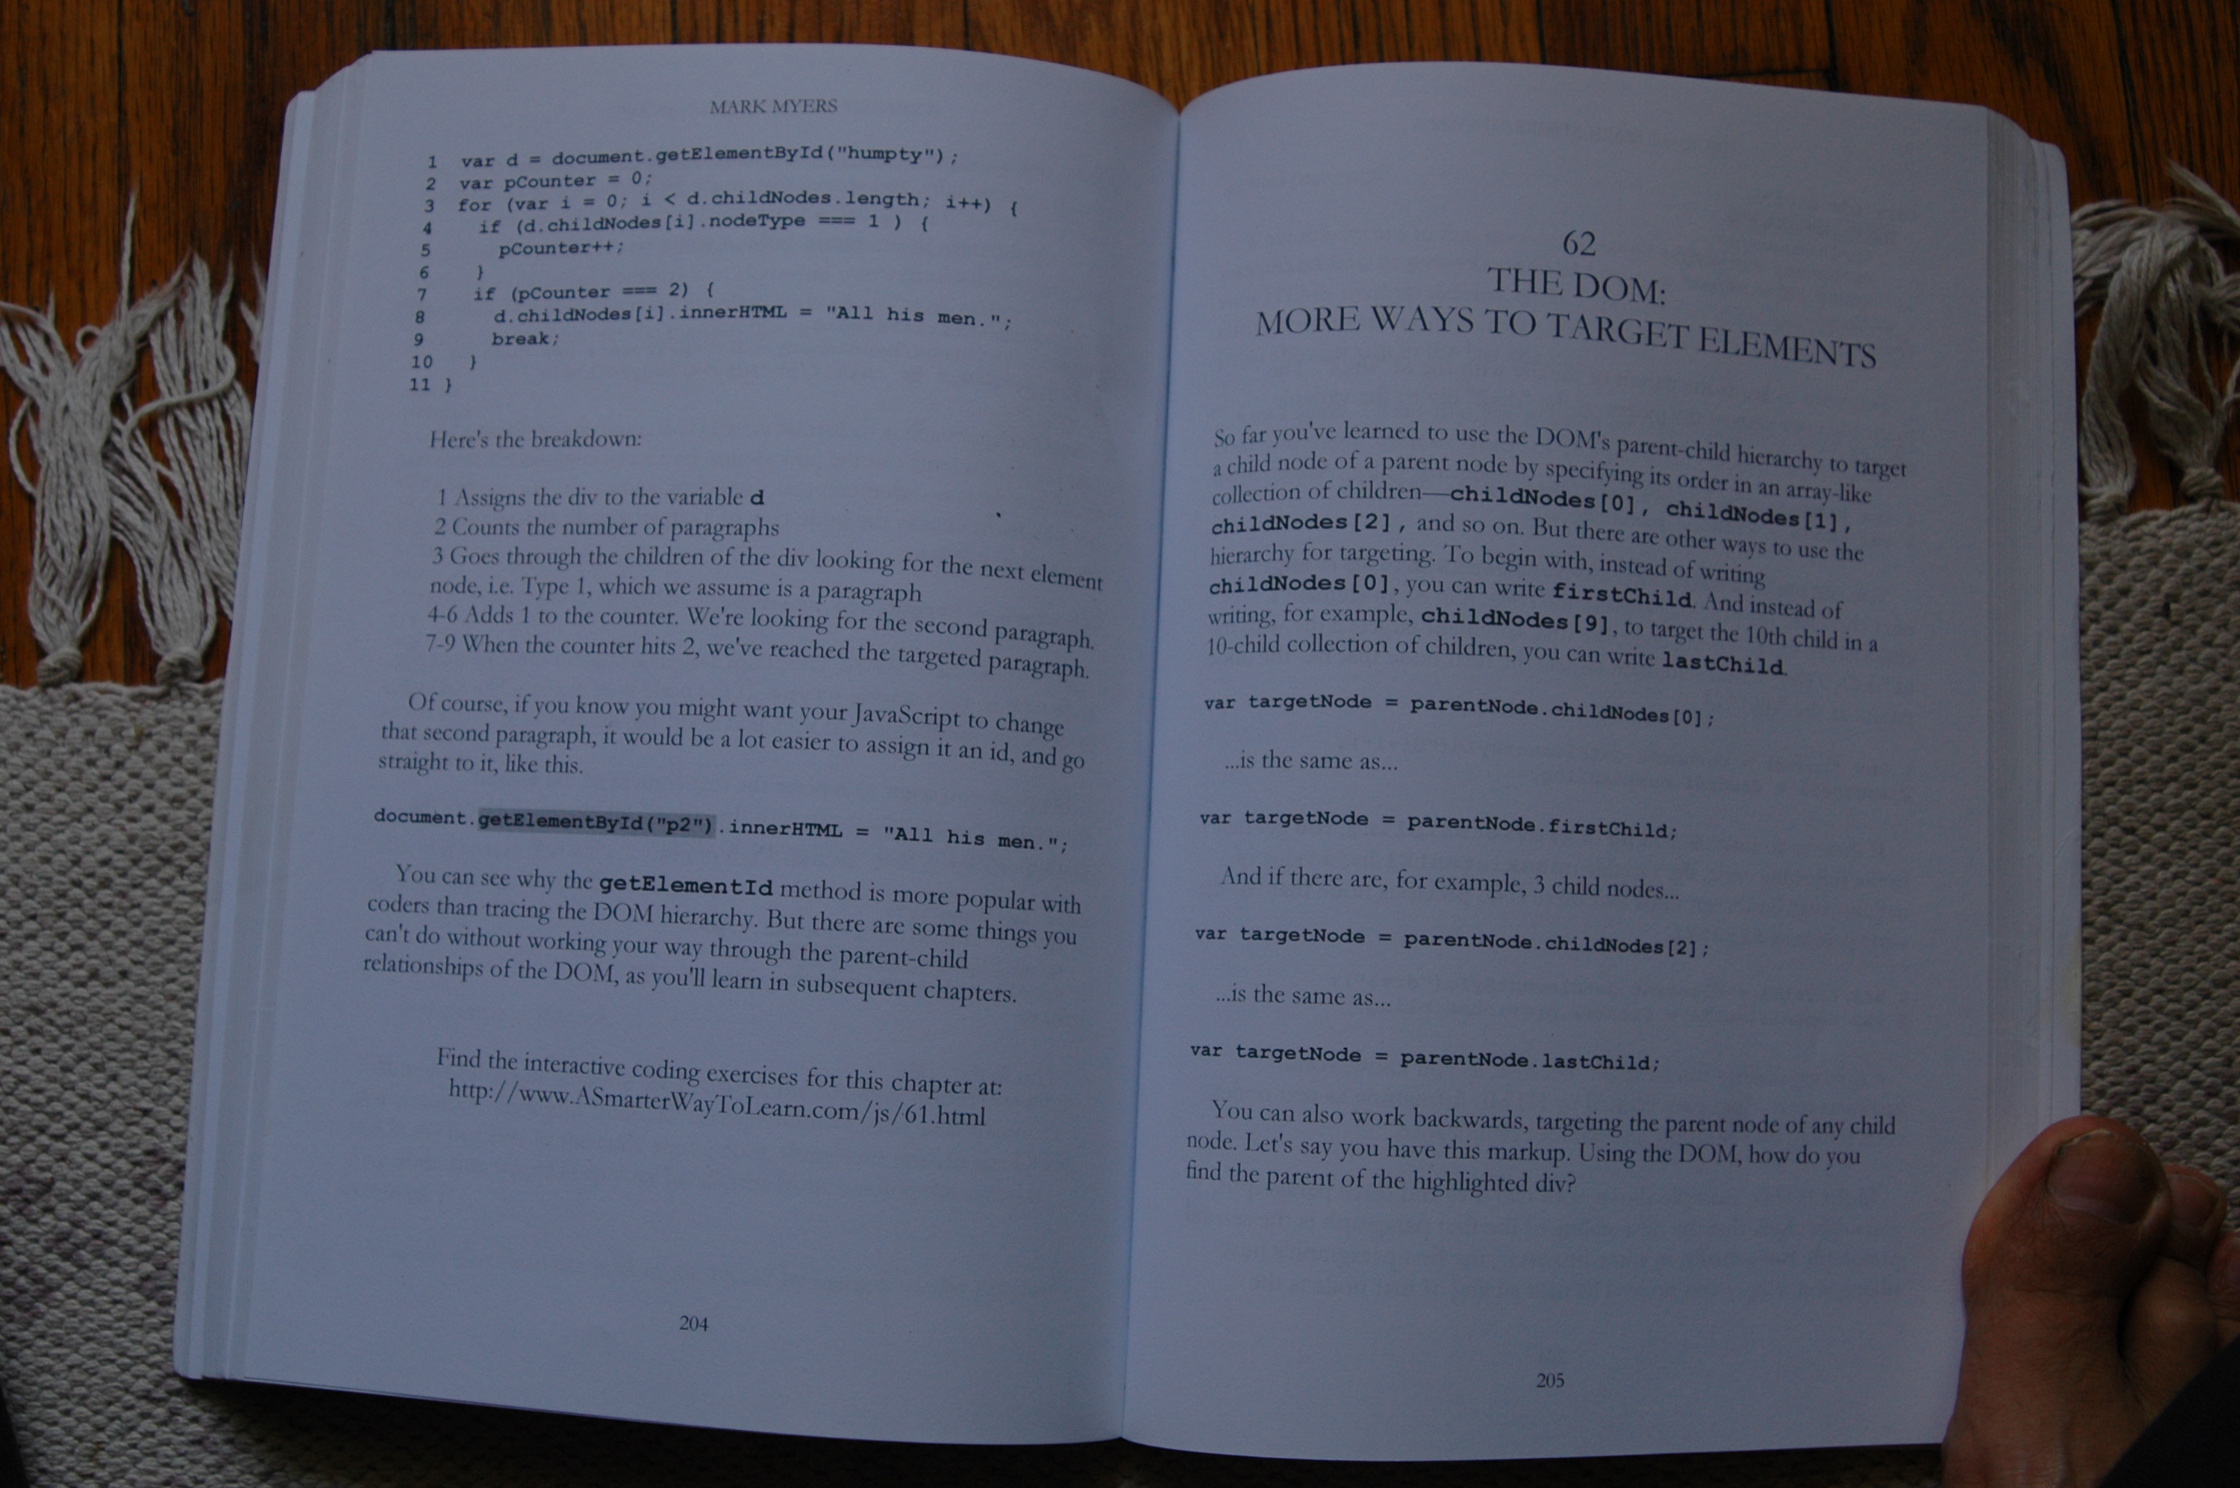 MARK MYERS
1 var d = document.getElementById("humpty");
2 var pCounter = 0;
3 for (var i = 0; i < d.childNodes.length; i++) {
4 if (d.childNodes[i].nodeType === 1 ) {
5 pCounter++;
6 }
7 if (pCounter === 2) {
8 d.childNodes[i].innerHTML = "All his men.";
9 break;
10 }
11 }
Here's the breakdown:
1 Assigns the div to the variable d
2 Counts the number of paragraphs
3 Goes through the children of the div looking for the next element
node, i.e. Type 1, which we assume is a paragraph
4-6 Adds 1 to the counter. We're looking for the second paragraph.
7-9 When the counter hits 2, we've reached the targeted paragraph.
Of course, if you know you might want your JavaScript to change
that second paragraph, it would be a lot easier to assign it an id, and go
straight to it, like this.
document.getElementById("p2").innerHTML = "All his men.";
You can see why the getElementId method is more popular with
coders than tracing the DOM hierarchy. But there are some things you
can't do without working your way through the parent-child
relationships of the DOM, as you'll learn in subsequent chapters.
Find the interactive coding exercises for this chapter at:
http://www.ASmarterWayToLearn.com/js/61.html
204
62
THE DOM:
MORE WAYS TO TARGET ELEMENTS
So far you've learned to use the DOM's parent-child hierarchy to target
a child node of a parent node by specifying its order in an array-like
collection of children—childNodes[0], childNodes[1],
childNodes[2], and so on. But there are other ways to use the
hierarchy for targeting. To begin with, instead of writing
childNodes[0], you can write firstChild. And instead of
writing, for example, childNodes[9], to target the 10th child in a
10-child collection of children, you can write lastChild.
var targetNode = parentNode.childNodes[0];
...is the same as...
var targetNode = parentNode.firstChild;
And if there are, for example, 3 child nodes...
var targetNode = parentNode.childNodes[2];
...is the same as...
var targetNode = parentNode.lastChild;
You can also work backwards, targeting the parent node of any child
node. Let's say you have this markup. Using the DOM, how do you
find the parent of the highlighted div?
205